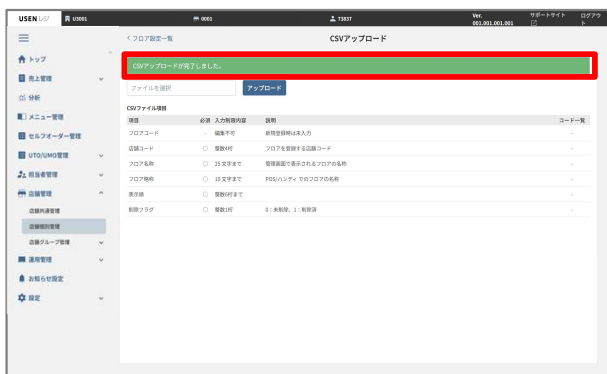 USEN レジ
U3001
0001
73837
Ver.
001.001.001.001
サポートサイト
ログアウト
< フロア設定一覧
CSVアップロード
CSVアップロードが完了しました。
ファイルを選択
アップロード
トップ
売上管理
分析
メニュー管理
セルフオーダー管理
UTO/UMO管理
担当者管理
店舗管理
店舗共通管理
店舗個別管理
店舗グループ管理
運用管理
お知らせ設定
設定
CSVファイル項目
項目 必須 入力制限内容 説明 コード一覧
フロアコード - 編集不可 新規登録時は未入力 -
店舗コード ○ 整数4桁 フロアを登録する店舗コード -
フロア名称 ○ 25文字まで 管理画面で表示されるフロアの名称 -
フロア略称 ○ 10文字まで POS/ハンディ でのフロアの名称 -
表示順 ○ 整数6桁まで -
削除フラグ ○ 整数1桁 0：未削除、1：削除済 -